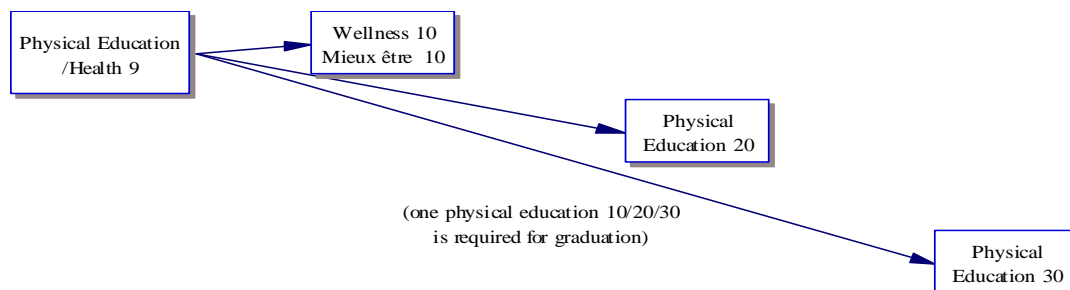 Physical Education
/Health 9
Wellness 10
Mieux être 10
Physical
Education 20
(one physical education 10/20/30
is required for graduation)
Physical
Education 30